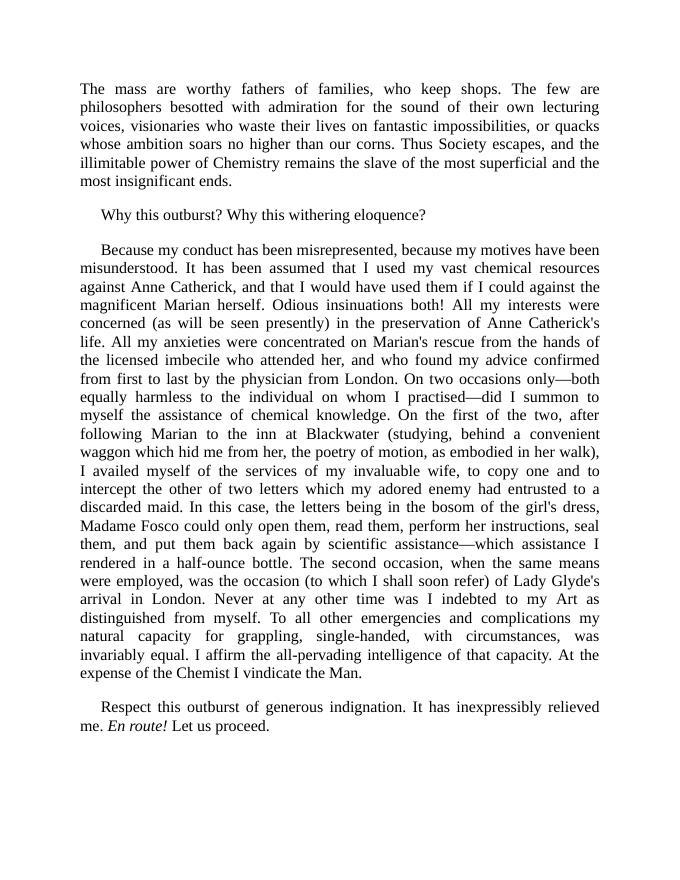 The mass are worthy fathers of families, who keep shops. The few are
philosophers besotted with admiration for the sound of their own lecturing
voices, visionaries who waste their lives on fantastic impossibilities, or quacks
whose ambition soars no higher than our corns. Thus Society escapes, and the
illimitable power of Chemistry remains the slave of the most superficial and the
most insignificant ends.
Why this outburst? Why this withering eloquence?
Because my conduct has been misrepresented, because my motives have been
misunderstood. It has been assumed that I used my vast chemical resources
against Anne Catherick, and that I would have used them if I could against the
magnificent Marian herself. Odious insinuations both! All my interests were
concerned (as will be seen presently) in the preservation of Anne Catherick's
life. All my anxieties were concentrated on Marian's rescue from the hands of
the licensed imbecile who attended her, and who found my advice confirmed
from first to last by the physician from London. On two occasions only—both
equally harmless to the individual on whom I practised—did I summon to
myself the assistance of chemical knowledge. On the first of the two, after
following Marian to the inn at Blackwater (studying, behind a convenient
waggon which hid me from her, the poetry of motion, as embodied in her walk),
I availed myself of the services of my invaluable wife, to copy one and to
intercept the other of two letters which my adored enemy had entrusted to a
discarded maid. In this case, the letters being in the bosom of the girl's dress,
Madame Fosco could only open them, read them, perform her instructions, seal
them, and put them back again by scientific assistance—which assistance I
rendered in a half-ounce bottle. The second occasion, when the same means
were employed, was the occasion (to which I shall soon refer) of Lady Glyde's
arrival in London. Never at any other time was I indebted to my Art as
distinguished from myself. To all other emergencies and complications my
natural capacity for grappling, single-handed, with circumstances, was
invariably equal. I affirm the all-pervading intelligence of that capacity. At the
expense of the Chemist I vindicate the Man.
Respect this outburst of generous indignation. It has inexpressibly relieved
me. En route! Let us proceed.